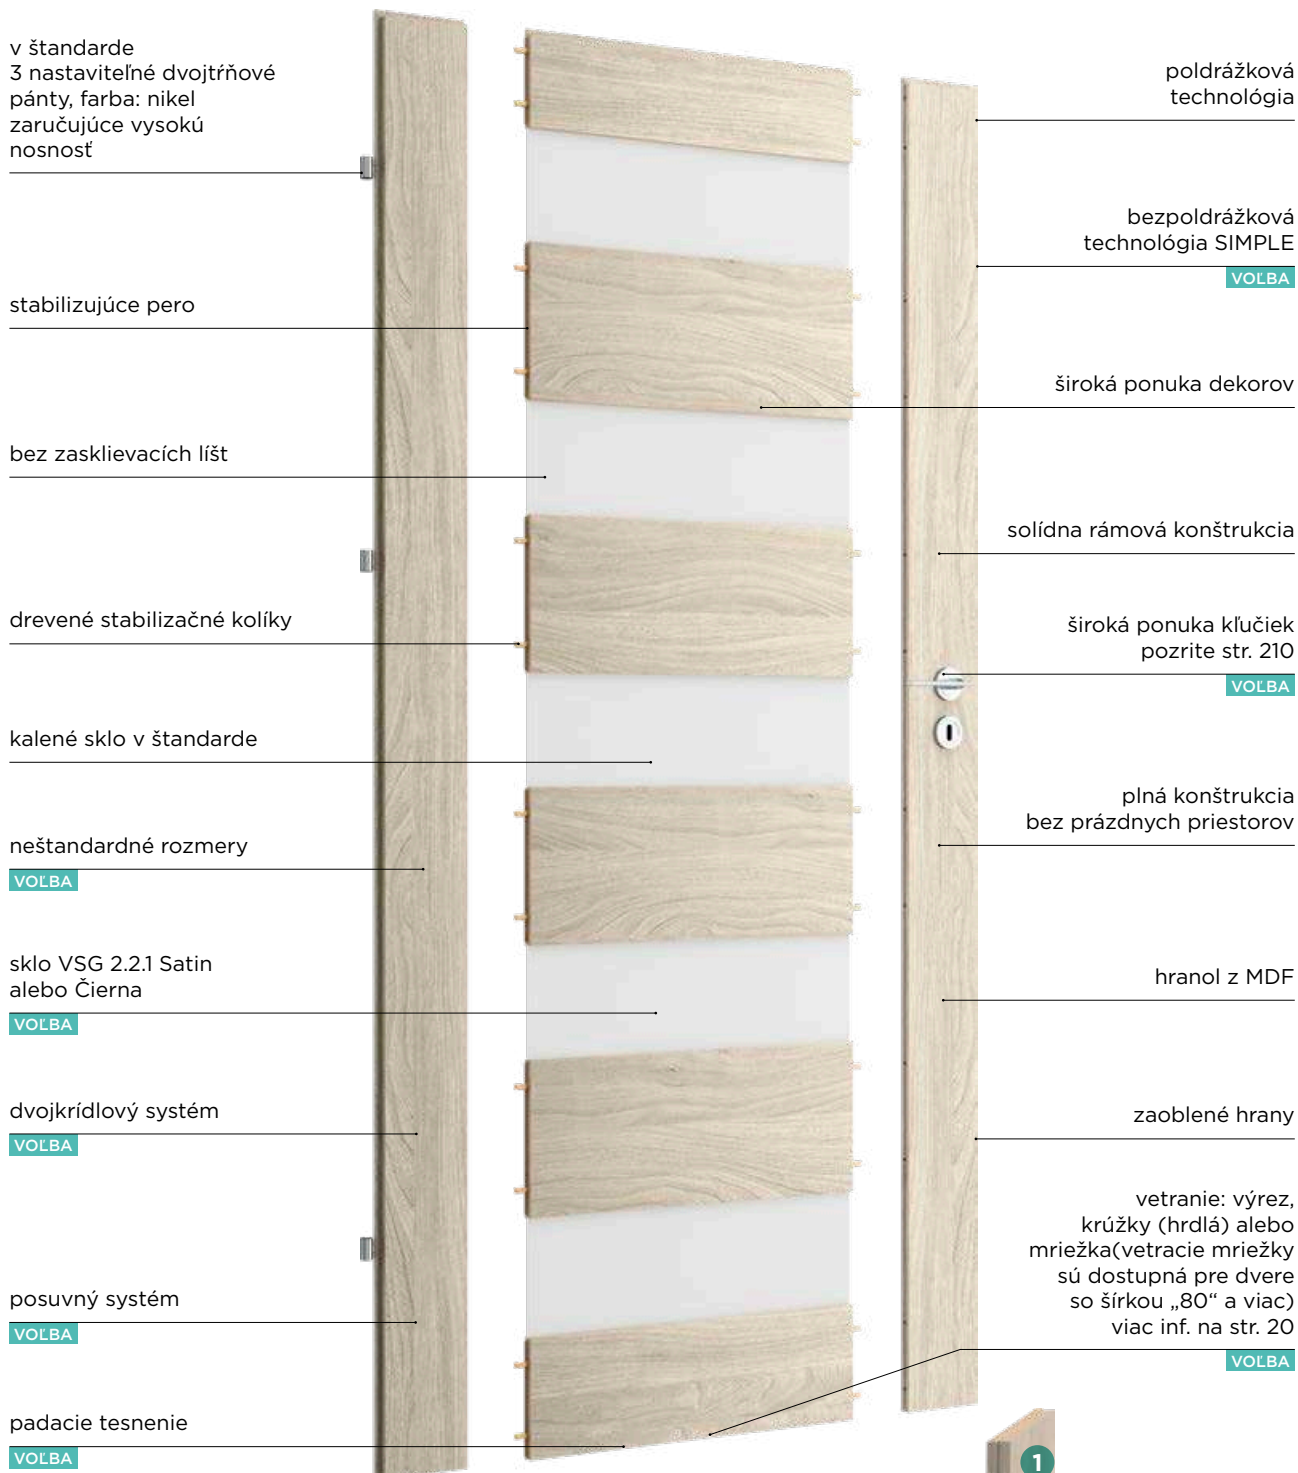 v štandarde
3 nastaviteľné dvojtŕňové
pánty, farba: nikel
zaručujúce vysokú
nosnosť
stabilizujúce pero
bez zasklievacích líšt
drevené stabilizačné kolíky
kalené sklo v štandarde
neštandardné rozmery
VOĽBA
sklo VSG 2.2.1 Satin
alebo Čierna
VOĽBA
dvojkrídlový systém
VOĽBA
posuvný systém
VOĽBA
padacie tesnenie
VOĽBA
poldrážková
technológia
bezpoldrážková
technológia SIMPLE
VOĽBA
široká ponuka dekorov
solídna rámová konštrukcia
široká ponuka kľučiek
pozrite str. 210
VOĽBA
plná konštrukcia
bez prázdnych priestorov
hranol z MDF
zaoblené hrany
vetranie: výrez,
krúžky (hrdlá) alebo
mriežka(vetracie mriežky
sú dostupná pre dvere
so šírkou „80“ a viac)
viac inf. na str. 20
VOĽBA
1